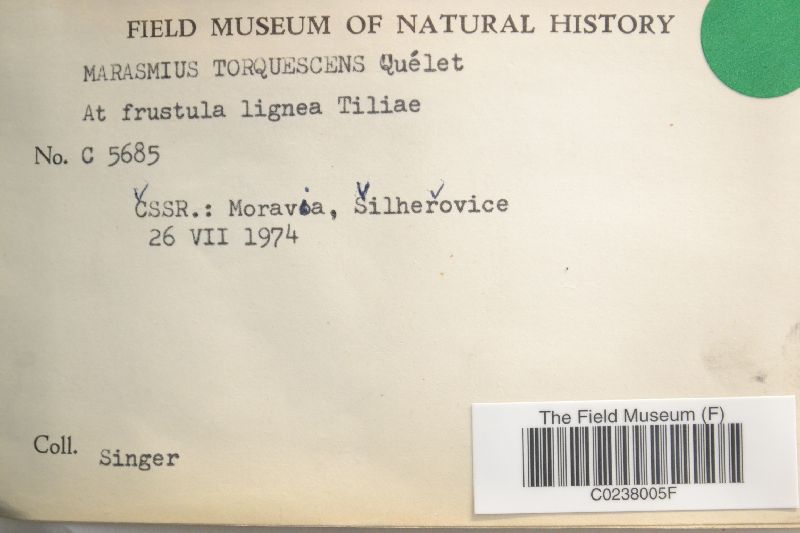 FIELD MUSEUM OF NATURAL HISTORY
MARASMIUS TORQUESCENS Quélet
At frustula lignea Tiliae
No. C 5685
ČSSR.: Moravia, Šilheřovice
26 VII 1974
Coll. Singer
The Field Museum (F)
C0238005F